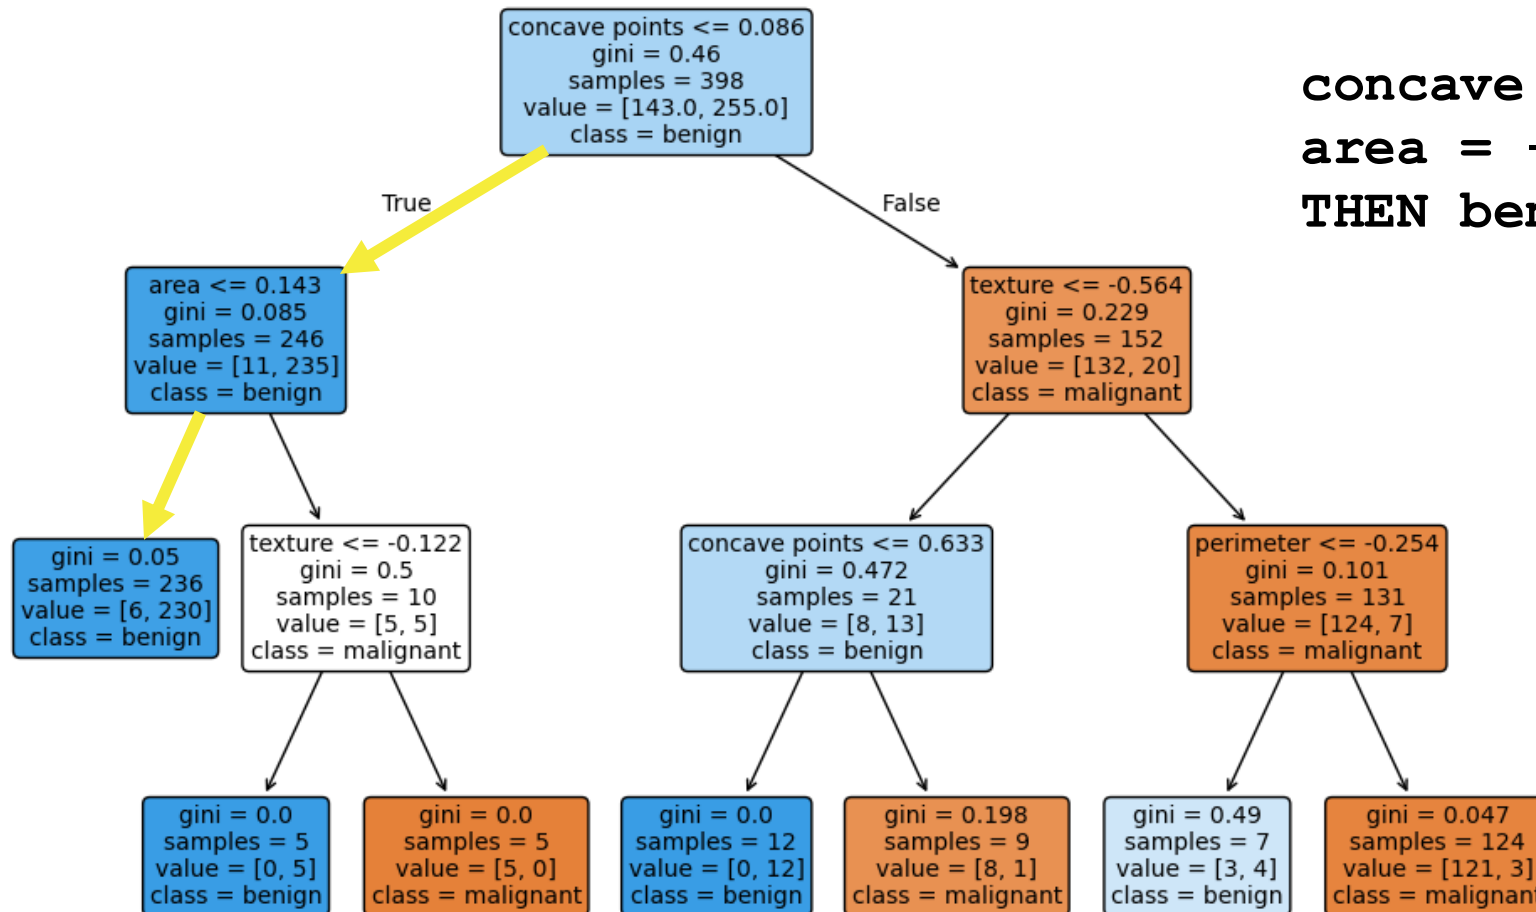 concave points <= 0.086
gini = 0.46
samples = 398
value = [143.0, 255.0]
class = benign
concave
area = -
THEN
True
False
area <= 0.143
gini = 0.085
samples = 246
value = [11, 235]
class = benign
texture <= -0.564
gini = 0.229
samples = 152
value = [132, 20]
class = malignant
gini = 0.05
samples = 236
value = [6, 230]
class = benign
texture <= -0.122
gini = 0.5
samples = 10
value = [5, 5]
class = malignant
concave points <= 0.633
gini = 0.472
samples = 21
value = [8, 13]
class = benign
perimeter <= -0.254
gini = 0.101
samples = 131
value = [124, 7]
class = malignant
gini = 0.0
samples = 5
value = [0, 5]
class = benign
gini = 0.0
samples = 5
value = [5, 0]
class = malignant
gini = 0.0
samples = 12
value = [0, 12]
class = benign
gini = 0.198
samples = 9
value = [8, 1]
class = malignant
gini = 0.49
samples = 7
value = [3, 4]
class = benign
gini = 0.047
samples = 124
value = [121, 3]
class = malignant